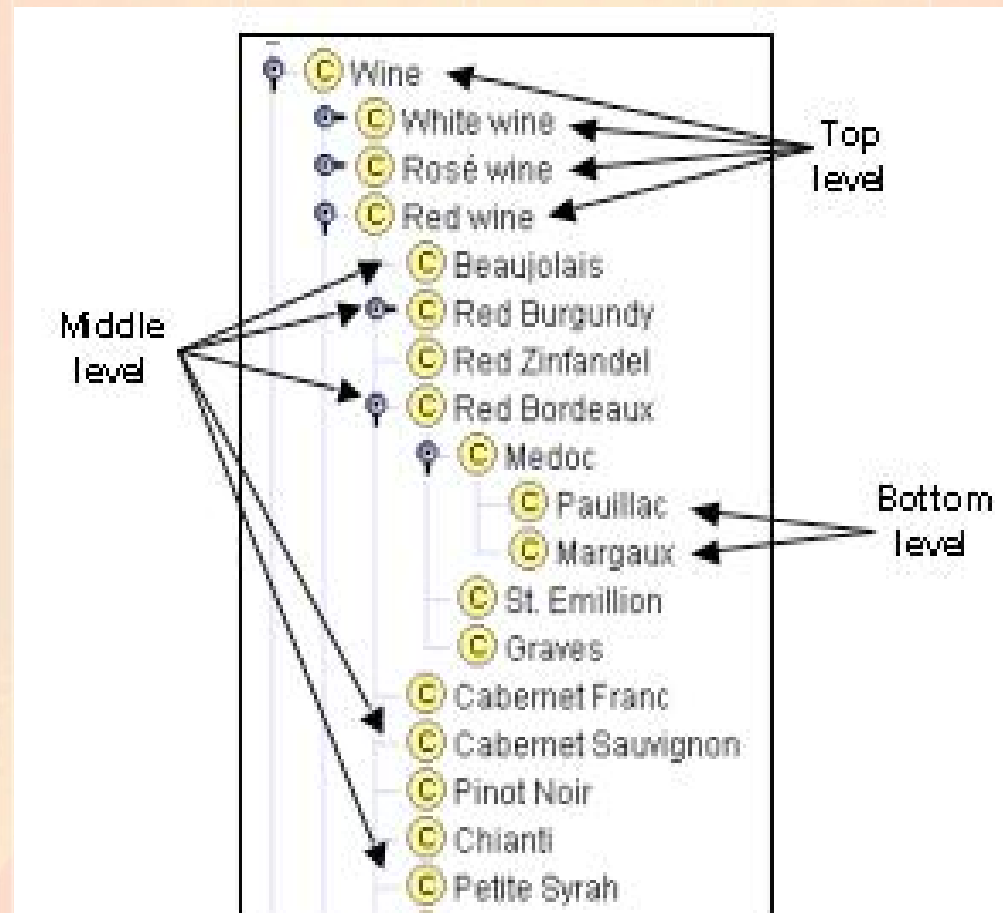 C Wine
C White wine
C Rosé wine
C Red wine
C Beaujolais
C Red Burgundy
C Red Zinfandel
C Red Bordeaux
C Medoc
C Pauillac
C Margaux
C St. Emillion
C Graves
C Cabernet Franc
C Cabernet Sauvignon
C Pinot Noir
C Chianti
C Petite Syrah
Top
level
Middle
level
Bottom
level